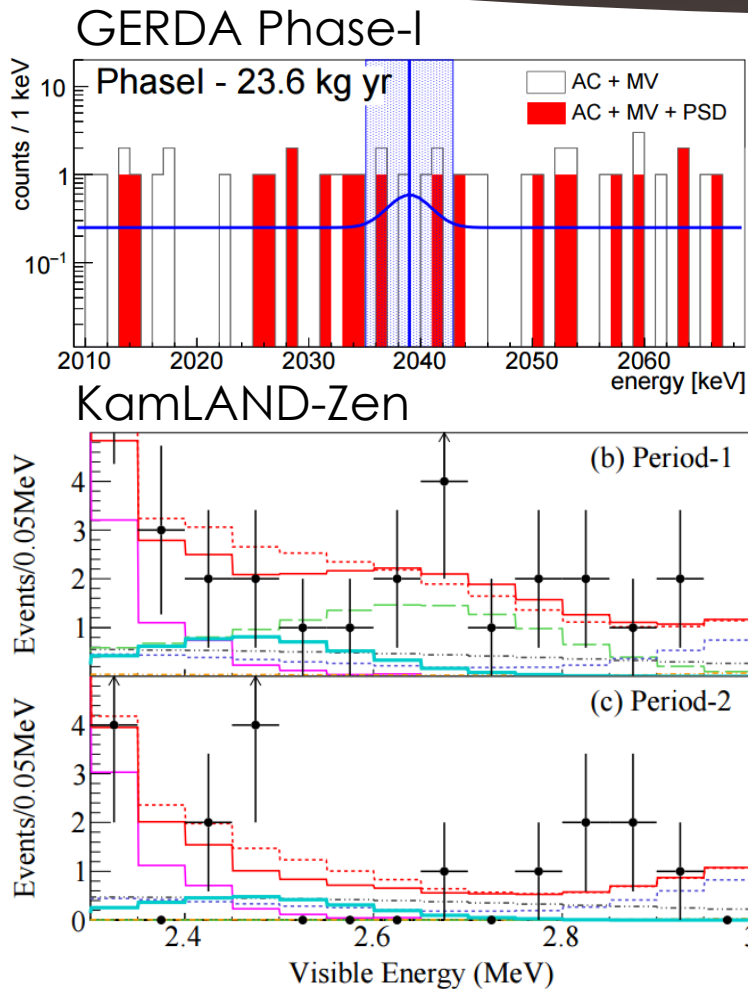 GERDA Phase-I
PhaseI - 23.6 kg yr
AC + MV
AC + MV + PSD
counts / 1 keV
10
1
10⁻¹
2010 2020 2030 2040 2050 2060
energy [keV]
KamLAND-Zen
(b) Period-1
Events/0.05MeV
4
3
2
1
(c) Period-2
Events/0.05MeV
4
3
2
1
0
2.4 2.6 2.8
Visible Energy (MeV)